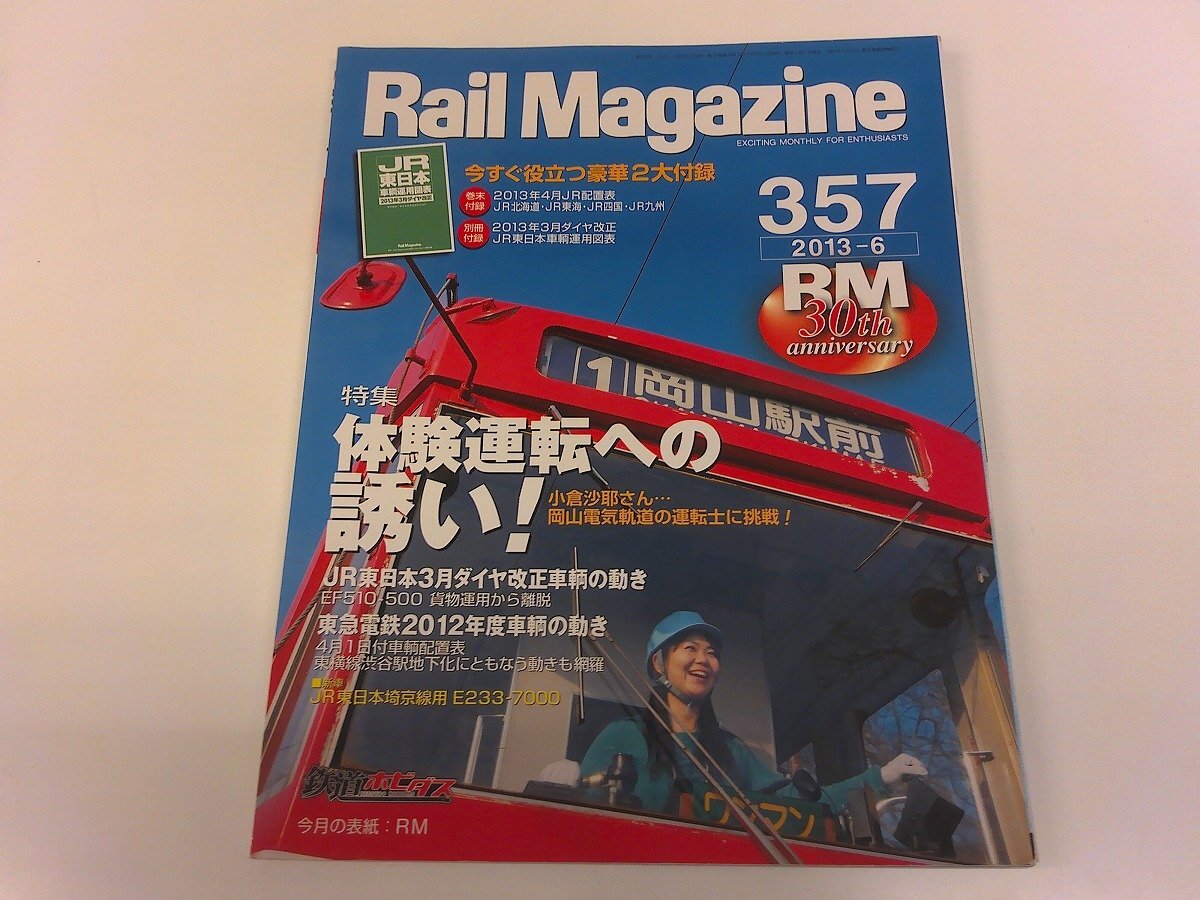 Rail Magazine
EXCITING MONTHLY FOR ENTHUSIASTS
JR
東日本
車輌運用図表
2013年3月ダイヤ改正
Rail Magazine
今すぐ役立つ豪華2大付録
巻末
付録
2013年4月JR配置表
JR北海道・JR東海・JR四国・JR九州
別冊
付録
2013年3月ダイヤ改正
JR東日本車輌運用図表
357
2013-6
RM
30th
anniversary
1 岡山駅前
特集
体験運転への
誘い!
小倉沙耶さん…
岡山電気軌道の運転士に挑戦!
JR東日本3月ダイヤ改正車輌の動き
EF510-500 貨物運用から離脱
東急電鉄2012年度車輌の動き
4月1日付車輌配置表
東横線渋谷駅地下化にともなう動きも網羅
■新車
JR東日本埼京線用 E233-7000
ワンマン
鉄道ホビダス
今月の表紙:RM